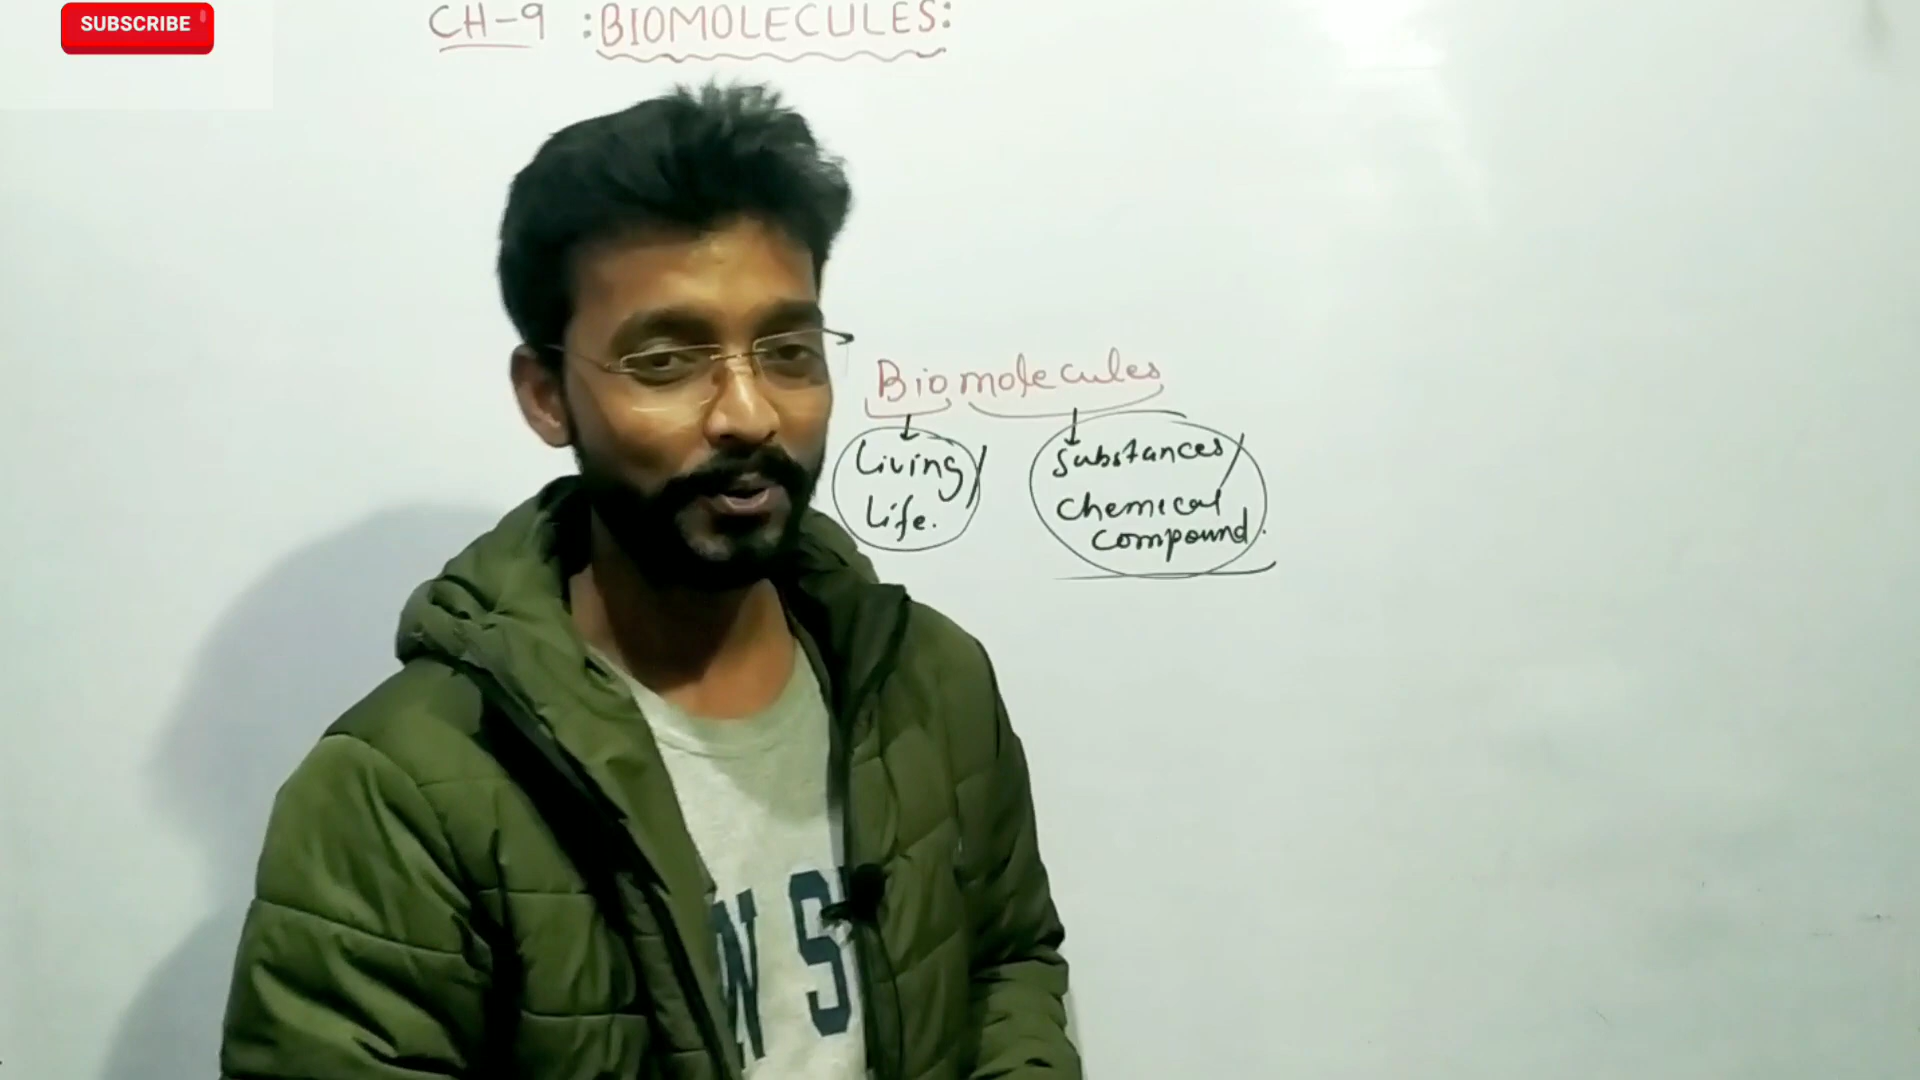 SUBSCRIBE
CH-9 :BIOMOLECULES:
Biomolecules
Living/
Life.
Substances/
Chemical
compound.
N S